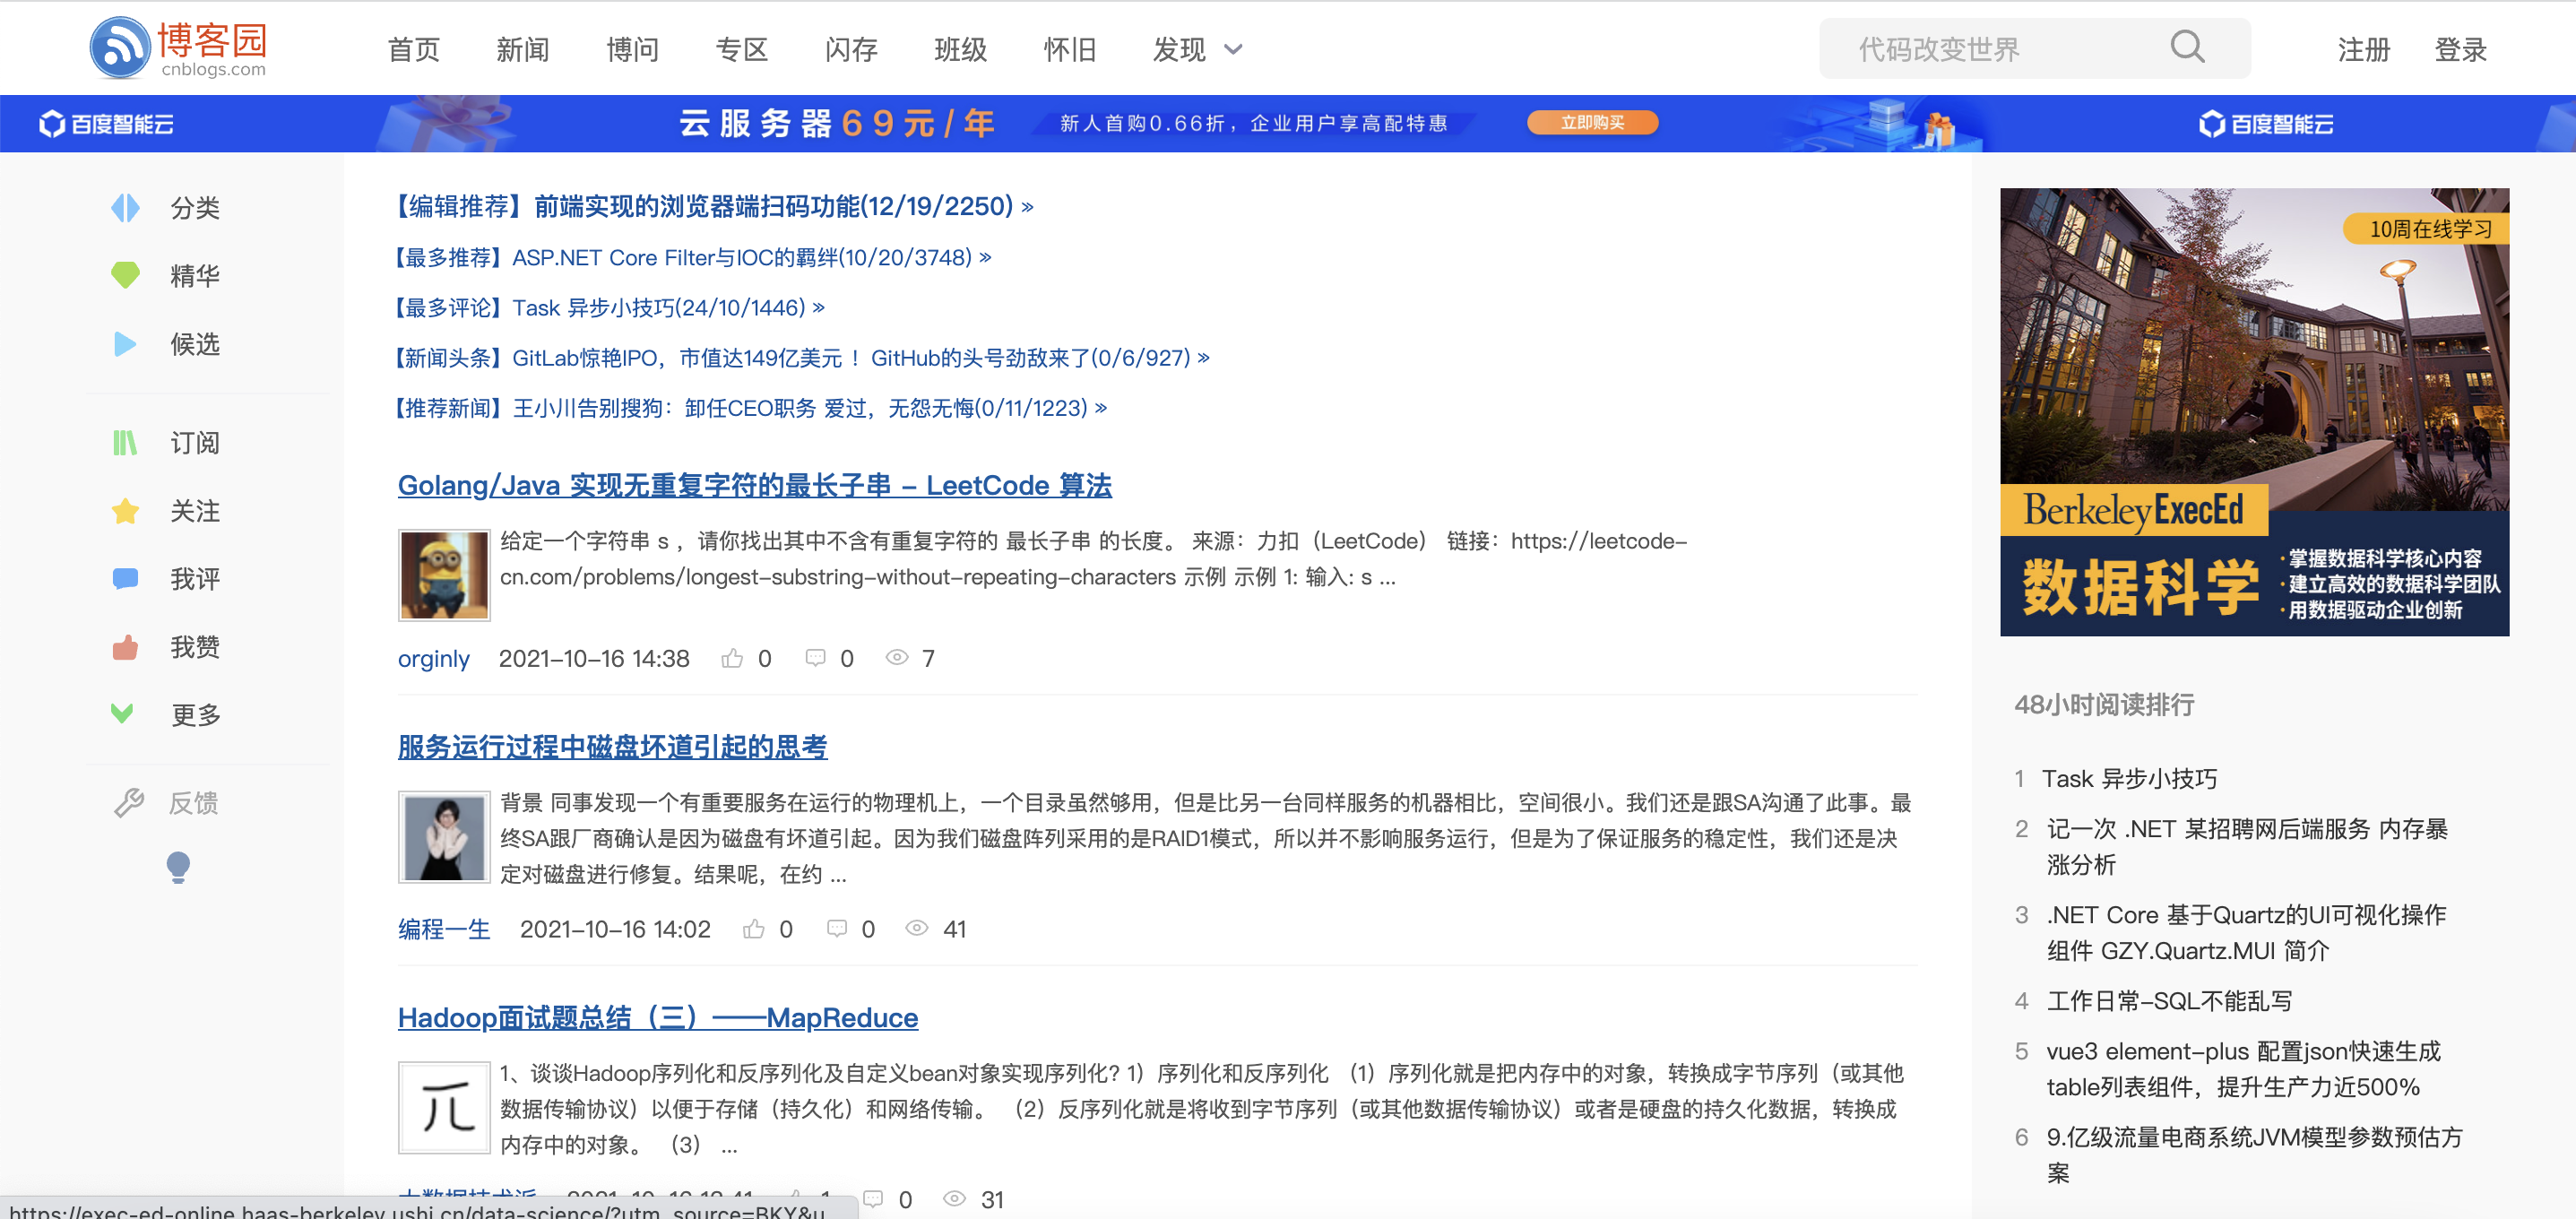 博客园
cnblogs.com
首页 新闻 博问 专区 闪存 班级 怀旧 发现
代码改变世界
注册 登录
百度智能云
云服务器69元/年
新人首购0.66折，企业用户享高配特惠
立即购买
百度智能云
分类
精华
候选
订阅
关注
我评
我赞
更多
反馈
【编辑推荐】前端实现的浏览器端扫码功能(12/19/2250) »
【最多推荐】ASP.NET Core Filter与IOC的羁绊(10/20/3748) »
【最多评论】Task 异步小技巧(24/10/1446) »
【新闻头条】GitLab惊艳IPO，市值达149亿美元 ！GitHub的头号劲敌来了(0/6/927) »
【推荐新闻】王小川告别搜狗：卸任CEO职务 爱过，无怨无悔(0/11/1223) »
Golang/Java 实现无重复字符的最长子串 - LeetCode 算法
给定一个字符串 s ，请你找出其中不含有重复字符的 最长子串 的长度。 来源：力扣（LeetCode） 链接：https://leetcode-
cn.com/problems/longest-substring-without-repeating-characters 示例 示例 1: 输入: s ...
orginly 2021-10-16 14:38 0 0 7
服务运行过程中磁盘坏道引起的思考
背景 同事发现一个有重要服务在运行的物理机上，一个目录虽然够用，但是比另一台同样服务的机器相比，空间很小。我们还是跟SA沟通了此事。最
终SA跟厂商确认是因为磁盘有坏道引起。因为我们磁盘阵列采用的是RAID1模式，所以并不影响服务运行，但是为了保证服务的稳定性，我们还是决
定对磁盘进行修复。结果呢，在约 ...
编程一生 2021-10-16 14:02 0 0 41
Hadoop面试题总结（三）——MapReduce
兀
1、谈谈Hadoop序列化和反序列化及自定义bean对象实现序列化? 1）序列化和反序列化 （1）序列化就是把内存中的对象，转换成字节序列（或其他
数据传输协议）以便于存储（持久化）和网络传输。 （2）反序列化就是将收到字节序列（或其他数据传输协议）或者是硬盘的持久化数据，转换成
内存中的对象。 （3） ...
大数据技术派 2021-10-16 13:41 1 0 31
https://exec-ed-online.haas-berkeley.ushi.cn/data-science/?utm_source=BKY&u...
10周在线学习
Berkeley ExecEd
数据科学
·掌握数据科学核心内容
·建立高效的数据科学团队
·用数据驱动企业创新
48小时阅读排行
1 Task 异步小技巧
2 记一次 .NET 某招聘网后端服务 内存暴
涨分析
3 .NET Core 基于Quartz的UI可视化操作
组件 GZY.Quartz.MUI 简介
4 工作日常-SQL不能乱写
5 vue3 element-plus 配置json快速生成
table列表组件，提升生产力近500%
6 9.亿级流量电商系统JVM模型参数预估方
案